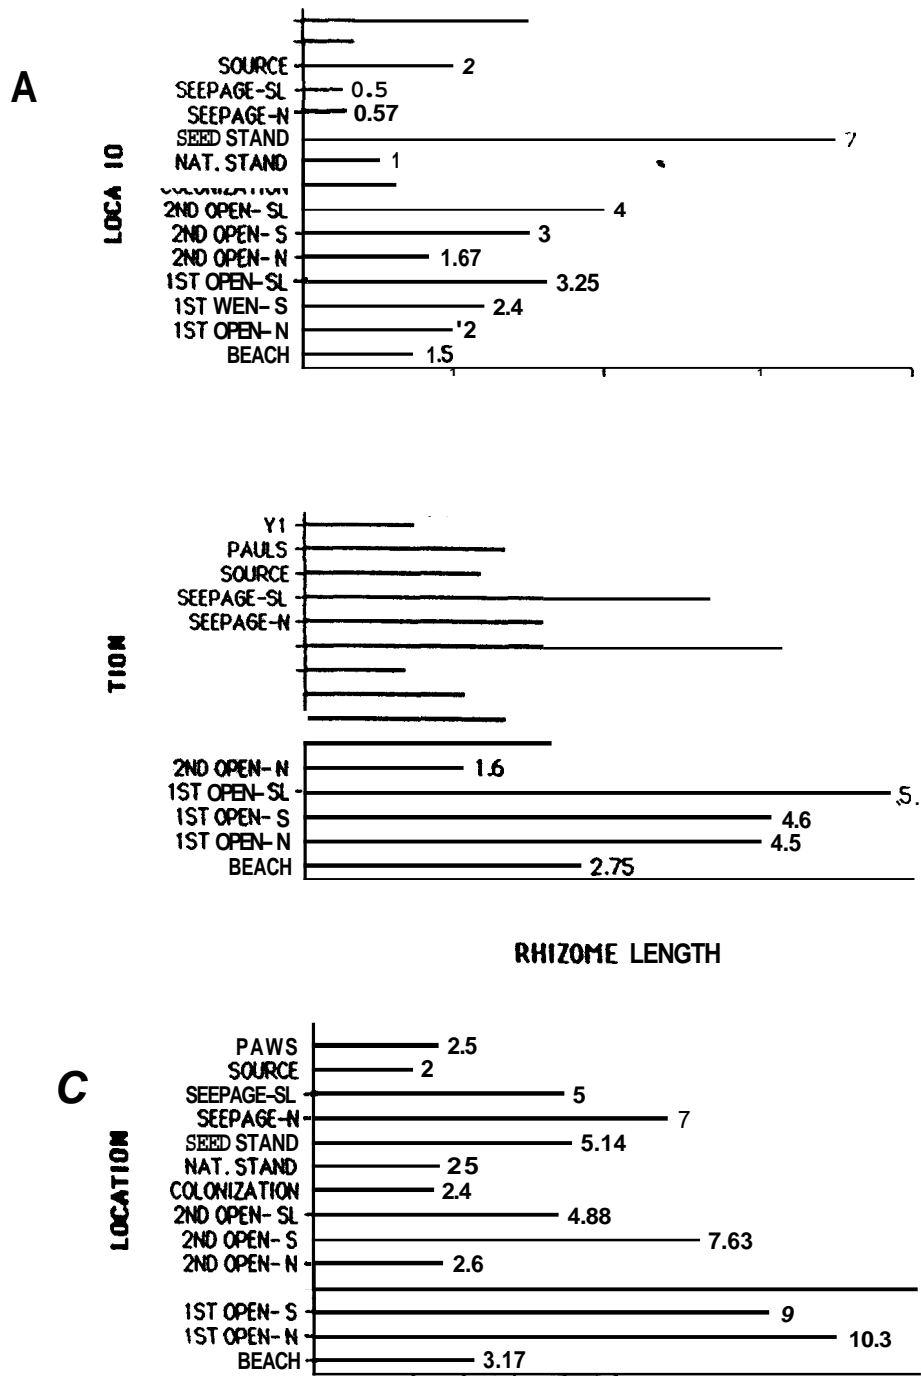 A
LOCA IO
SOURCE 2
SEEPAGE-SL 0.5
SEEPAGE-N 0.57
SEED STAND 7
NAT. STAND 1
COLONIZATION
2ND OPEN-SL 4
2ND OPEN-S 3
2ND OPEN-N 1.67
1ST OPEN-SL 3.25
1ST WEN-S 2.4
1ST OPEN-N '2
BEACH 1.5
TION
Y1
PAULS
SOURCE
SEEPAGE-SL
SEEPAGE-N
2ND OPEN-N 1.6
1ST OPEN-SL 5.
1ST OPEN-S 4.6
1ST OPEN-N 4.5
BEACH 2.75
RHIZOME LENGTH
C
LOCATION
PAWS 2.5
SOURCE 2
SEEPAGE-SL 5
SEEPAGE-N 7
SEED STAND 5.14
NAT. STAND 25
COLONIZATION 2.4
2ND OPEN-SL 4.88
2ND OPEN-S 7.63
2ND OPEN-N 2.6
1ST OPEN-S 9
1ST OPEN-N 10.3
BEACH 3.17